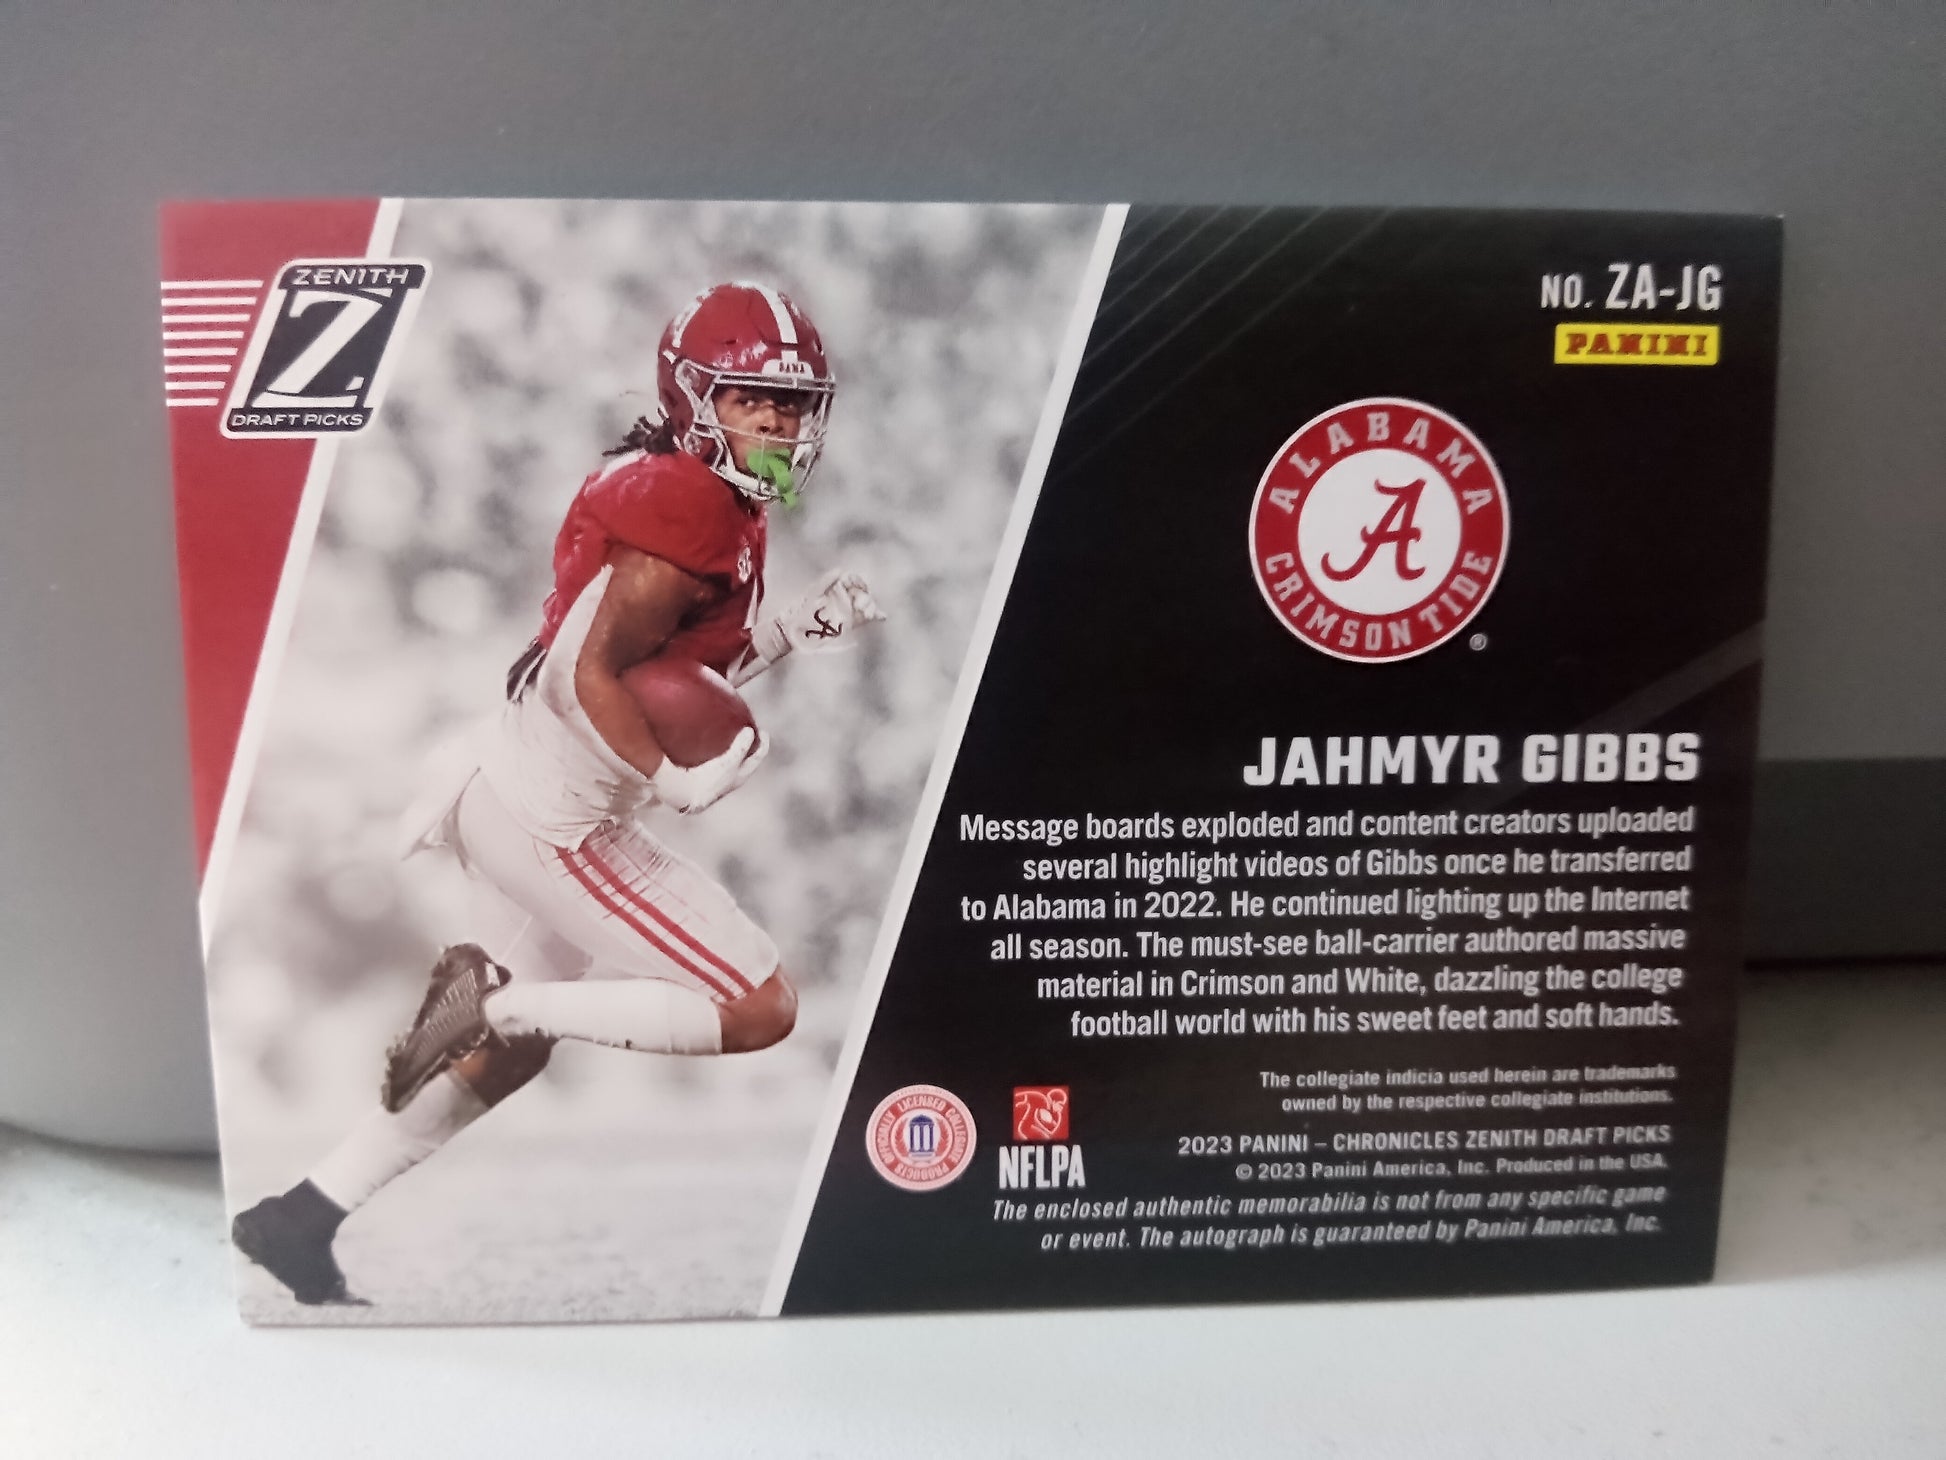 ZENITH
Z
DRAFT PICKS
BAMA
A
NO. ZA-JG
PANINI
ALABAMA
A
CRIMSON TIDE
®
JAHMYR GIBBS
Message boards exploded and content creators uploaded
several highlight videos of Gibbs once he transferred
to Alabama in 2022. He continued lighting up the Internet
all season. The must-see ball-carrier authored massive
material in Crimson and White, dazzling the college
football world with his sweet feet and soft hands.
The collegiate indicia used herein are trademarks
owned by the respective collegiate institutions.
OFFICIALLY LICENSED COLLEGIATE PRODUCTS
NFLPA
2023 PANINI – CHRONICLES ZENITH DRAFT PICKS
© 2023 Panini America, Inc. Produced in the USA.
The enclosed authentic memorabilia is not from any specific game
or event. The autograph is guaranteed by Panini America, Inc.